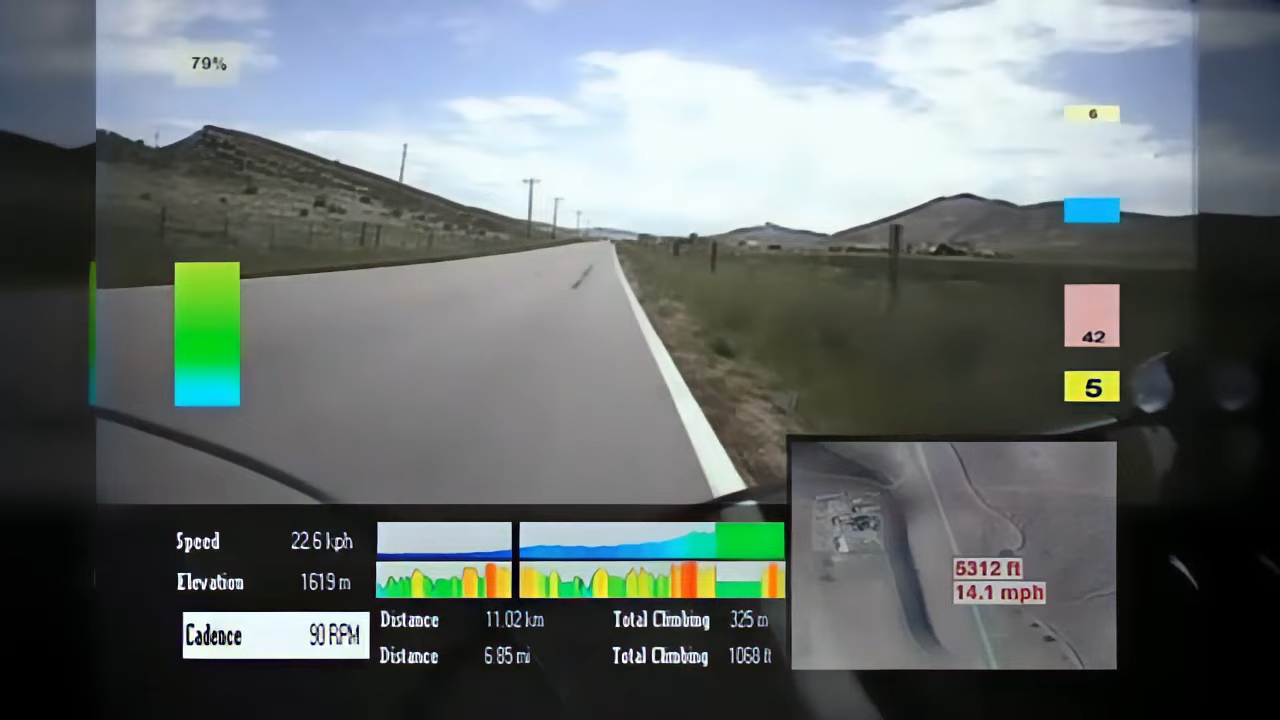 79%
6
42
5
Speed 22.6 kph
Elevation 1619 m
Cadence 90 RPM
Distance 11.02 km Total Climbing 325 m
Distance 6.85 mi Total Climbing 1068 ft
5312 ft
14.1 mph